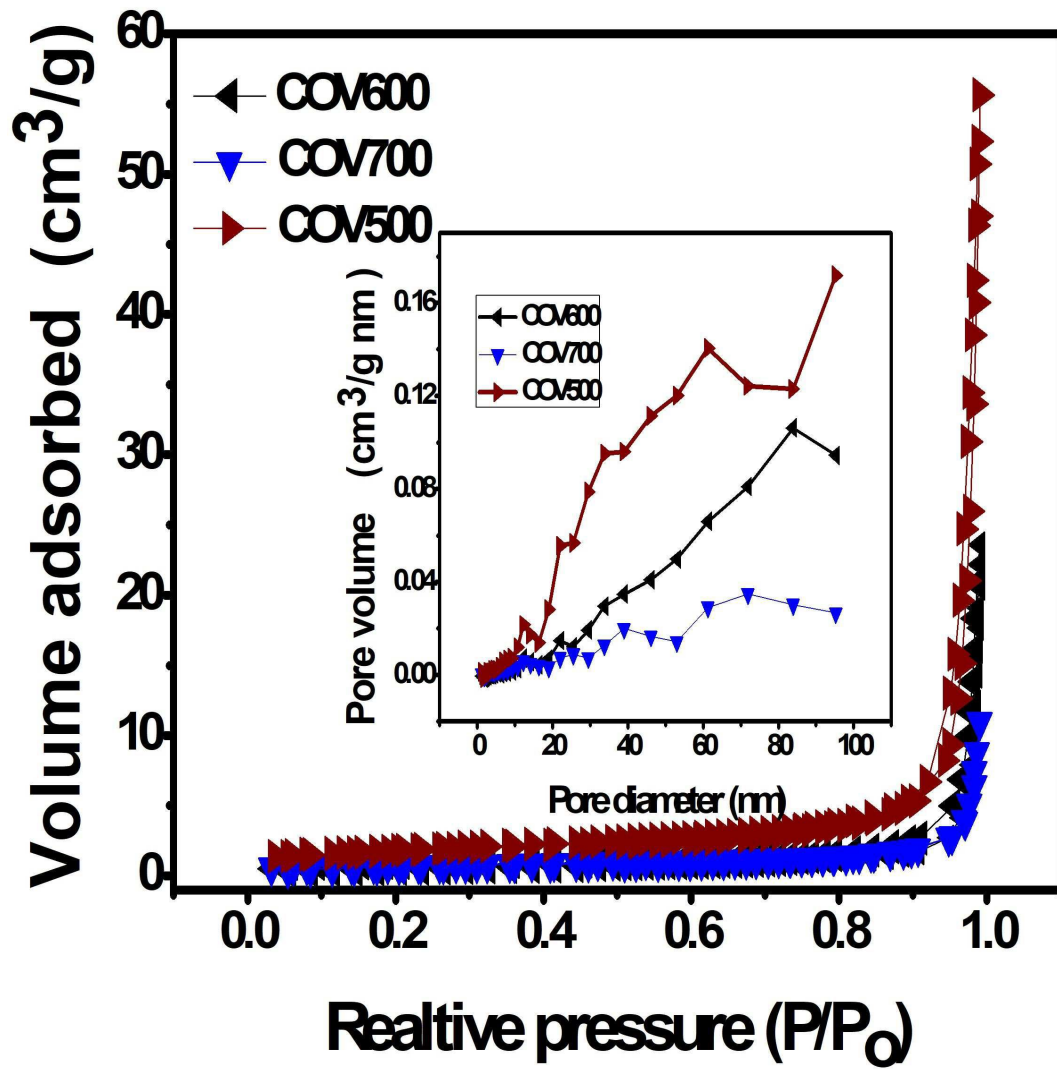 60
50
40
30
20
10
0
Volume adsorbed (cm³/g)
COV600
COV700
COV500
0.16
0.12
0.08
0.04
0.00
Pore volume (cm³/g nm)
COV600
COV700
COV500
0 20 40 60 80 100
Pore diameter (nm)
0.0 0.2 0.4 0.6 0.8 1.0
Realtive pressure (P/Pₒ)